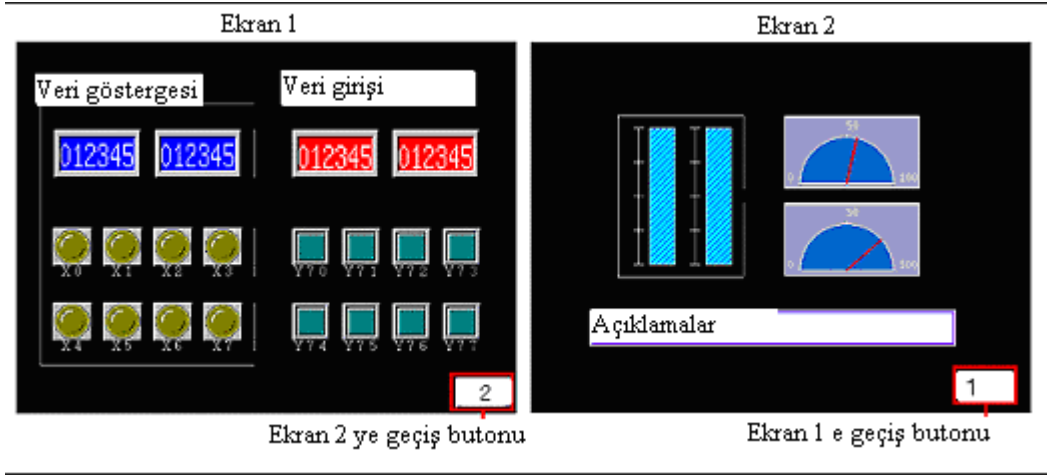 Ekran 1
Veri göstergesi
Veri girişi
012345 012345 012345 012345
X0 X1 X2 X3 Y70 Y71 Y72 Y73
X4 X5 X6 X7 Y74 Y75 Y76 Y77
2
Ekran 2 ye geçiş butonu
Ekran 2
50
0 100
50
0 500
Açıklamalar
1
Ekran 1 e geçiş butonu